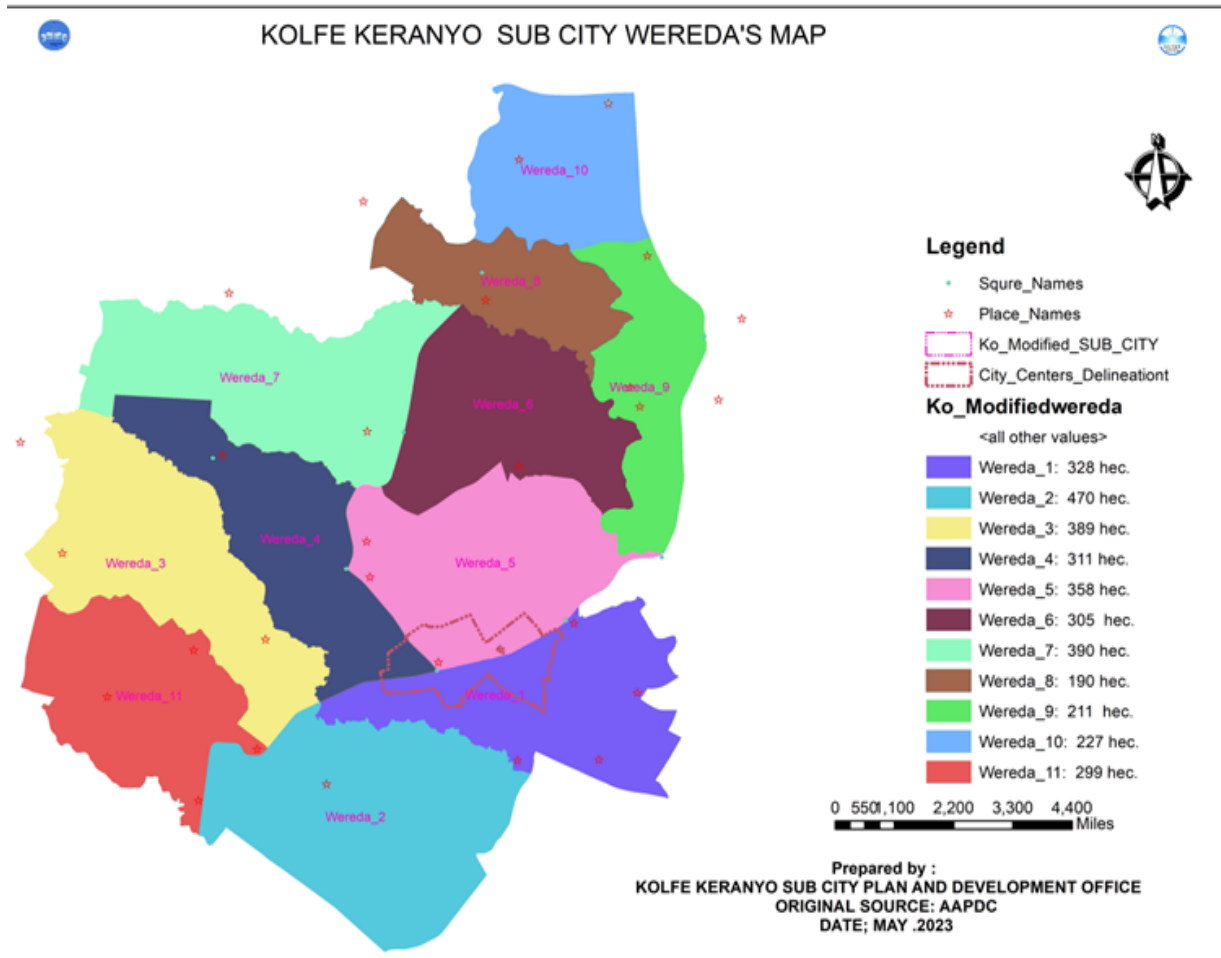 KOLFE KERANYO SUB CITY WEREDA'S MAP
Wereda_10
Wereda_8
Wereda_7
Wereda_9
Wereda_6
Wereda_4
Wereda_3
Wereda_5
Wereda_11
Wereda_1
Wereda_2
Legend
Squre_Names
Place_Names
Ko_Modified_SUB_CITY
City_Centers_Delineationt
Ko_Modifiedwereda
<all other values>
Wereda_1: 328 hec.
Wereda_2: 470 hec.
Wereda_3: 389 hec.
Wereda_4: 311 hec.
Wereda_5: 358 hec.
Wereda_6: 305 hec.
Wereda_7: 390 hec.
Wereda_8: 190 hec.
Wereda_9: 211 hec.
Wereda_10: 227 hec.
Wereda_11: 299 hec.
0 550 1,100 2,200 3,300 4,400
Miles
Prepared by :
KOLFE KERANYO SUB CITY PLAN AND DEVELOPMENT OFFICE
ORIGINAL SOURCE: AAPDC
DATE; MAY .2023